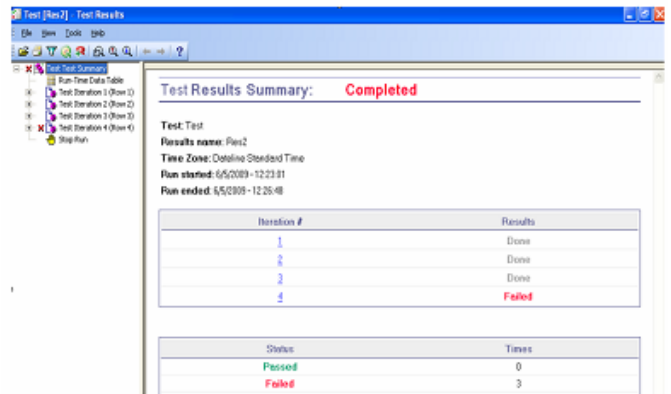 Test [Res2] - Test Results
File View Tools Help
?
Test Test Summary
Run-Time Data Table
Test Iteration 1 (Row 1)
Test Iteration 2 (Row 2)
Test Iteration 3 (Row 3)
Test Iteration 4 (Row 4)
Stop Run
Test Results Summary: Completed
Test: Test
Results name: Res2
Time Zone: Dateline Standard Time
Run started: 6/5/2009 - 12:23:01
Run ended: 6/5/2009 - 12:26:48
Iteration # Results
1 Done
2 Done
3 Done
4 Failed
Status Times
Passed 0
Failed 3